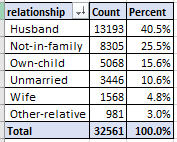 relationship Count Percent
Husband 13193 40.5%
Not-in-family 8305 25.5%
Own-child 5068 15.6%
Unmarried 3446 10.6%
Wife 1568 4.8%
Other-relative 981 3.0%
Total 32561 100.0%